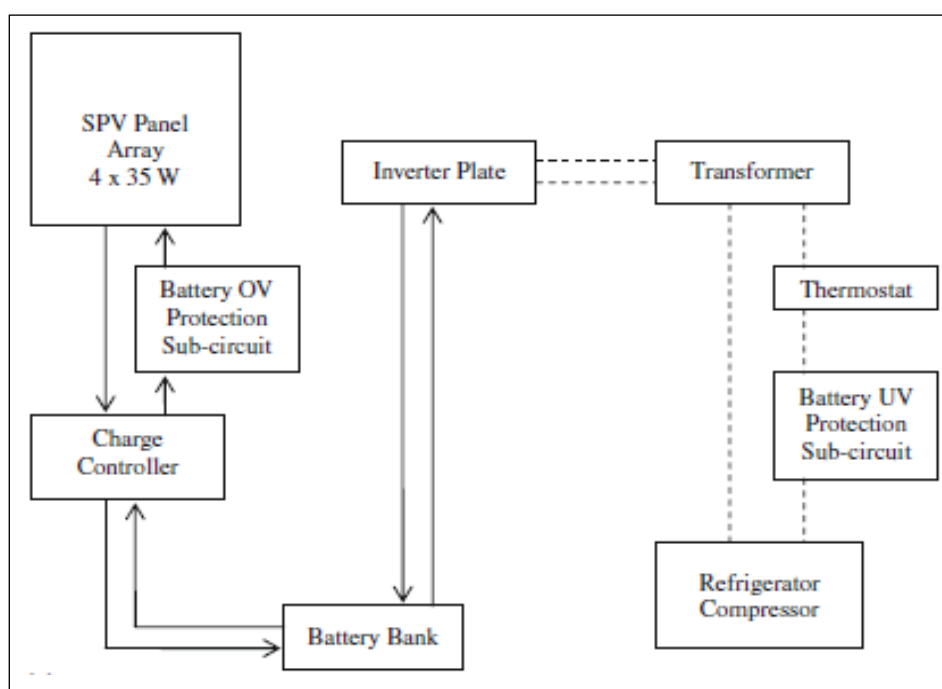 SPV Panel
Array
4 x 35 W
Inverter Plate
Transformer
Battery OV
Protection
Sub-circuit
Thermostat
Battery UV
Protection
Sub-circuit
Charge
Controller
Refrigerator
Compressor
Battery Bank